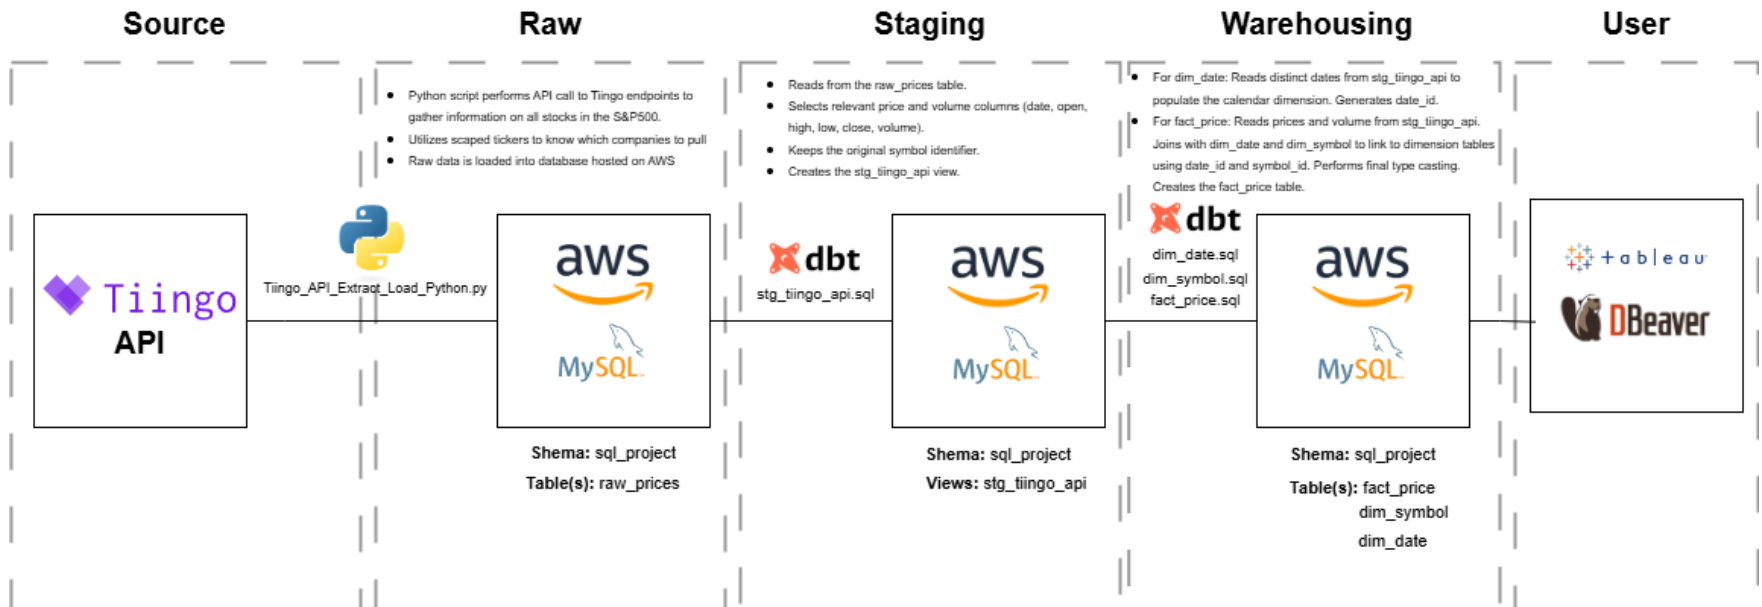 Source
Raw
Staging
Warehousing
User
Tiingo
API
Tiingo_API_Extract_Load_Python.py
• Python script performs API call to Tiingo endpoints to
gather information on all stocks in the S&P500.
• Utilizes scaped tickers to know which companies to pull
• Raw data is loaded into database hosted on AWS
aws
MySQL
Shema: sql_project
Table(s): raw_prices
• Reads from the raw_prices table.
• Selects relevant price and volume columns (date, open,
high, low, close, volume).
• Keeps the original symbol identifier.
• Creates the stg_tiingo_api view.
dbt
stg_tiingo_api.sql
aws
MySQL
Shema: sql_project
Views: stg_tiingo_api
• For dim_date: Reads distinct dates from stg_tiingo_api to
populate the calendar dimension. Generates date_id.
• For fact_price: Reads prices and volume from stg_tiingo_api.
Joins with dim_date and dim_symbol to link to dimension tables
using date_id and symbol_id. Performs final type casting.
Creates the fact_price table.
dbt
dim_date.sql
dim_symbol.sql
fact_price.sql
aws
MySQL
Shema: sql_project
Table(s): fact_price
dim_symbol
dim_date
+ableau
DBeaver